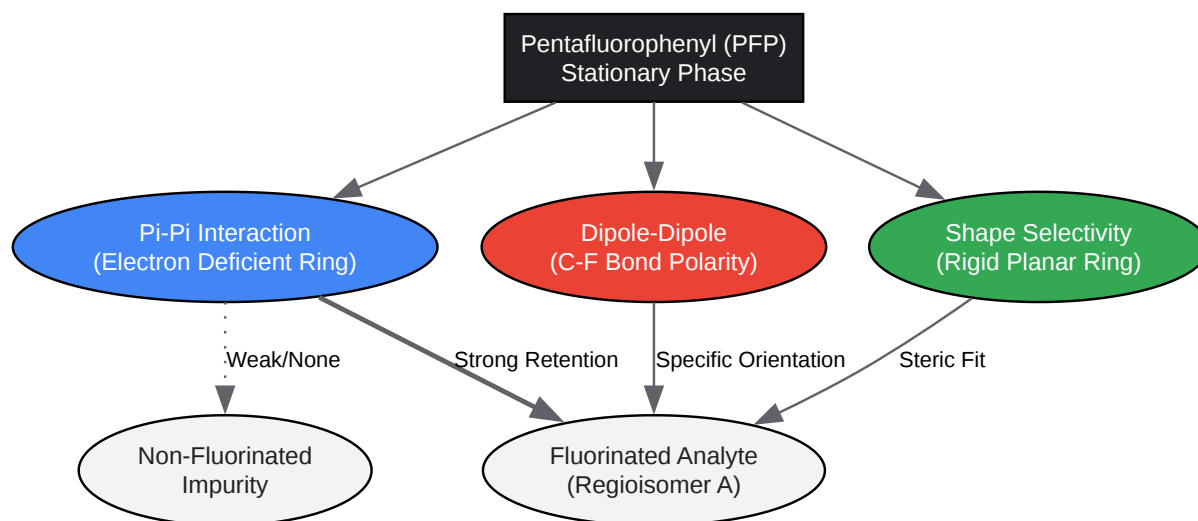 Pentafluorophenyl (PFP)
Stationary Phase
Pi-Pi Interaction
(Electron Deficient Ring)
Dipole-Dipole
(C-F Bond Polarity)
Shape Selectivity
(Rigid Planar Ring)
Weak/None
Strong Retention
Specific Orientation
Steric Fit
Non-Fluorinated
Impurity
Fluorinated Analyte
(Regioisomer A)